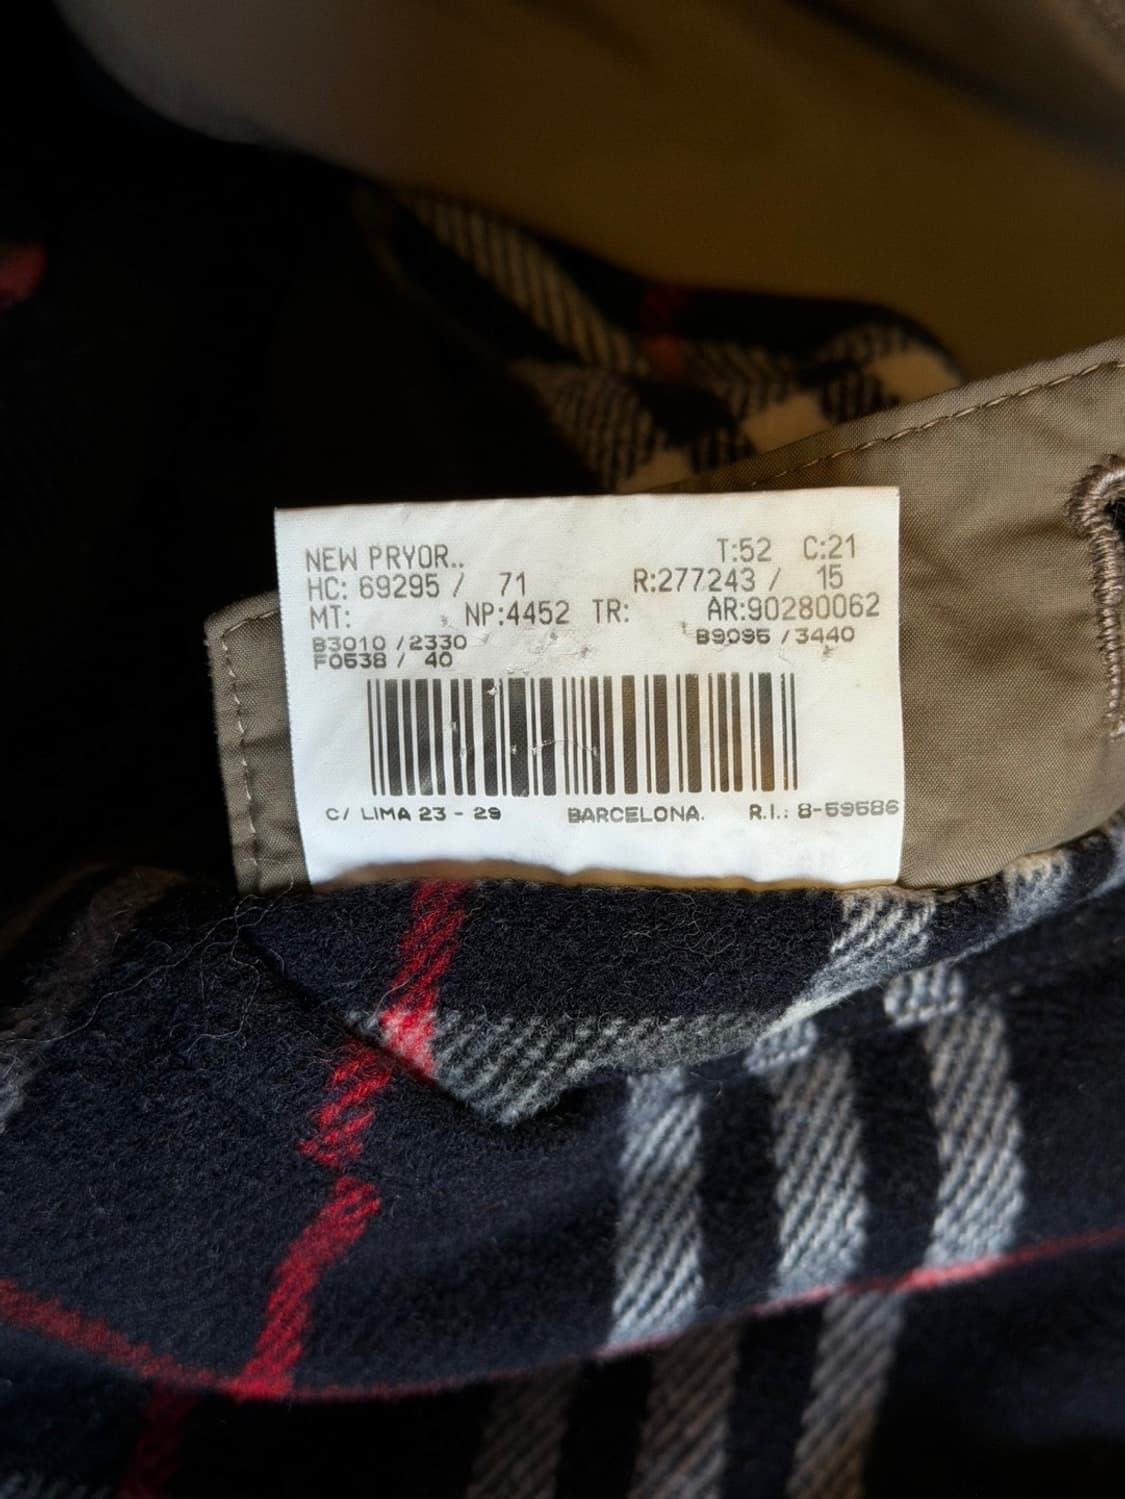 NEW PRYOR.. T:52 C:21
HC: 69295 / 71 R:277243 / 15
MT: NP:4452 TR: AR:90280062
B3010 /2330 B9095 /3440
F0538 / 40
C/ LIMA 23 - 29 BARCELONA. R.I.: 8-59586